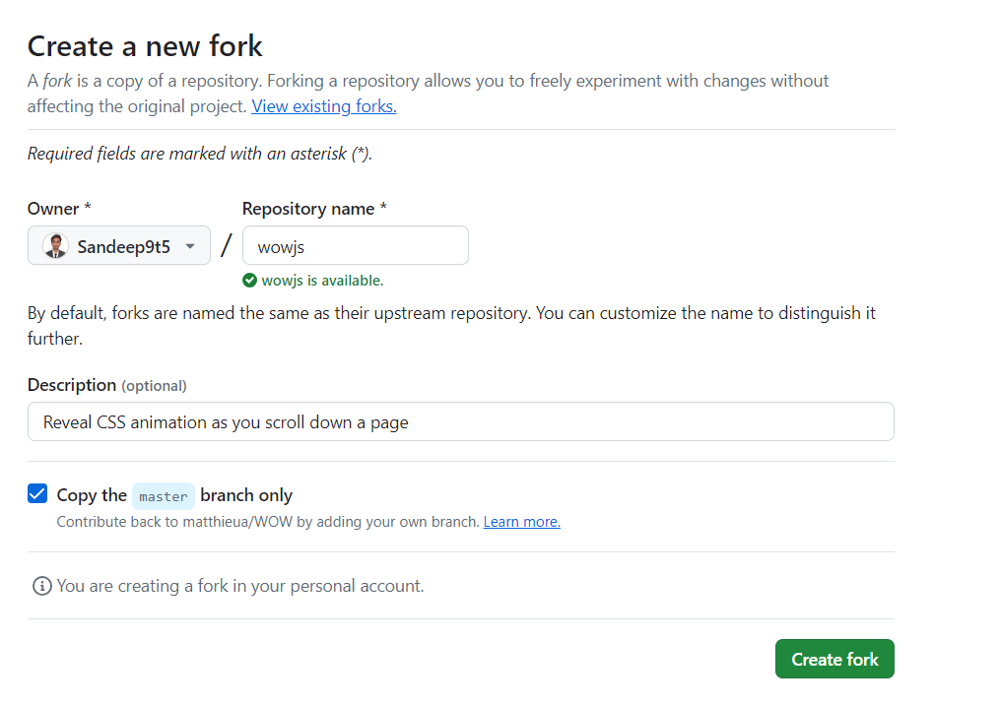 Create a new fork
A fork is a copy of a repository. Forking a repository allows you to freely experiment with changes without
affecting the original project. View existing forks.
Required fields are marked with an asterisk (*).
Owner * Repository name *
Sandeep9t5 / wowjs
wowjs is available.
By default, forks are named the same as their upstream repository. You can customize the name to distinguish it
further.
Description (optional)
Reveal CSS animation as you scroll down a page
Copy the master branch only
Contribute back to matthieua/WOW by adding your own branch. Learn more.
You are creating a fork in your personal account.
Create fork